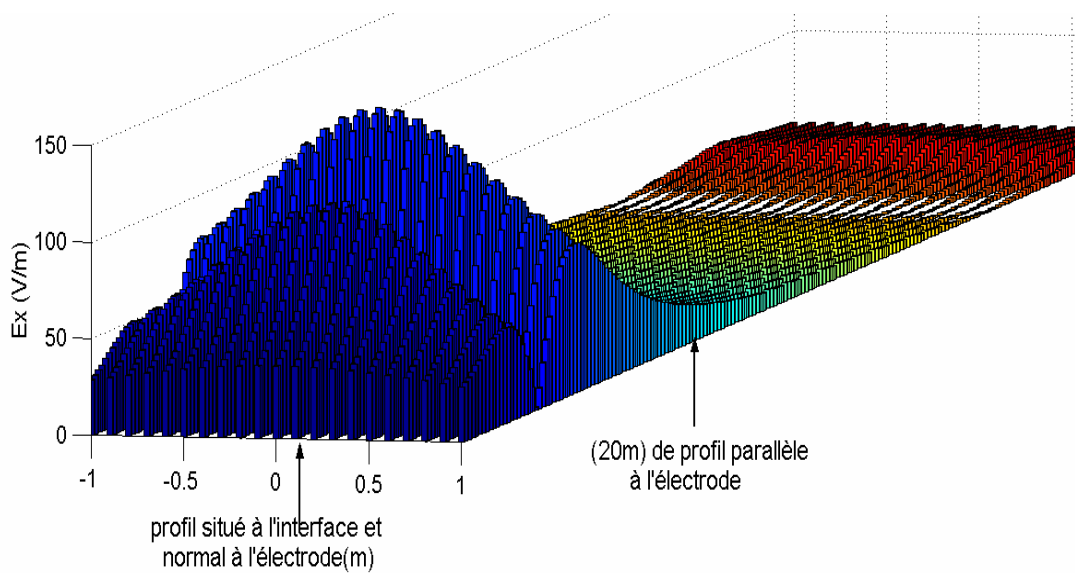 150
100
50
0
Ex (V/m)
-1
-0.5
0
0.5
1
(20m) de profil parallèle
à l'électrode
profil situé à l'interface et
normal à l'électrode(m)